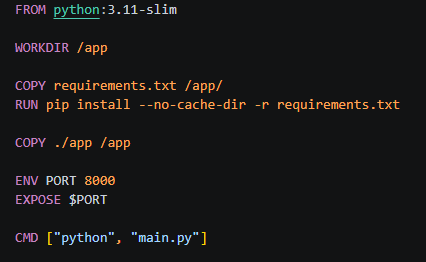 FROM python:3.11-slim
WORKDIR /app
COPY requirements.txt /app/
RUN pip install --no-cache-dir -r requirements.txt
COPY ./app /app
ENV PORT 8000
EXPOSE $PORT
CMD ["python", "main.py"]